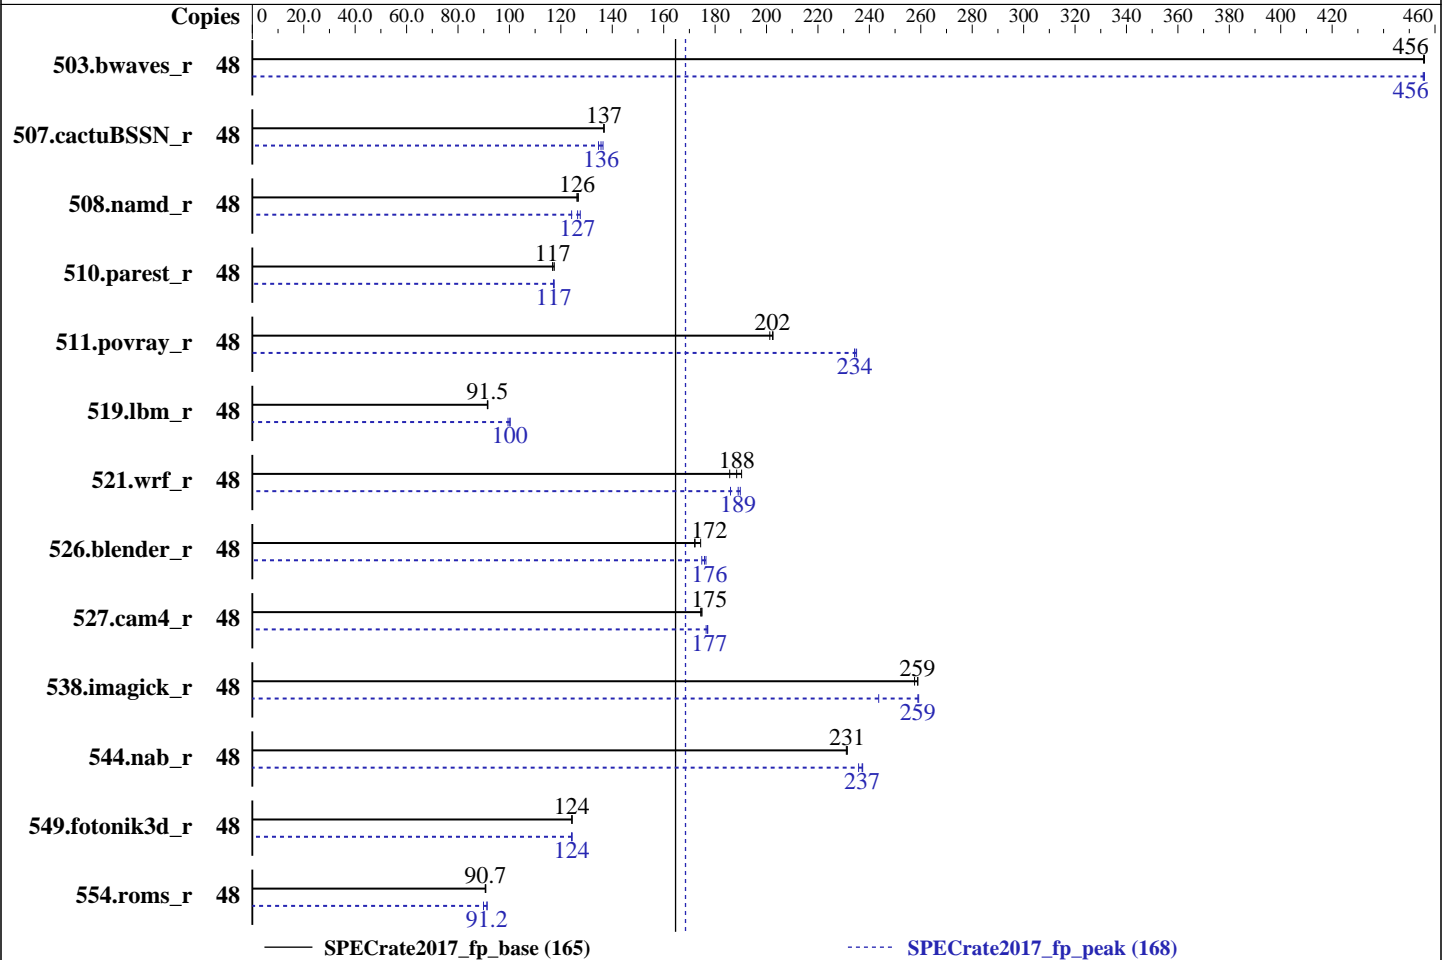 Copies 0 20.0 40.0 60.0 80.0 100 120 140 160 180 200 220 240 260 280 300 320 340 360 380 400 420 460
456
503.bwaves_r 48
456
137
507.cactuBSSN_r 48
136
126
508.namd_r 48
127
117
510.parest_r 48
117
202
511.povray_r 48
234
91.5
519.lbm_r 48
100
188
521.wrf_r 48
189
172
526.blender_r 48
176
175
527.cam4_r 48
177
259
538.imagick_r 48
259
231
544.nab_r 48
237
124
549.fotonik3d_r 48
124
90.7
554.roms_r 48
91.2
SPECrate2017_fp_base (165) SPECrate2017_fp_peak (168)